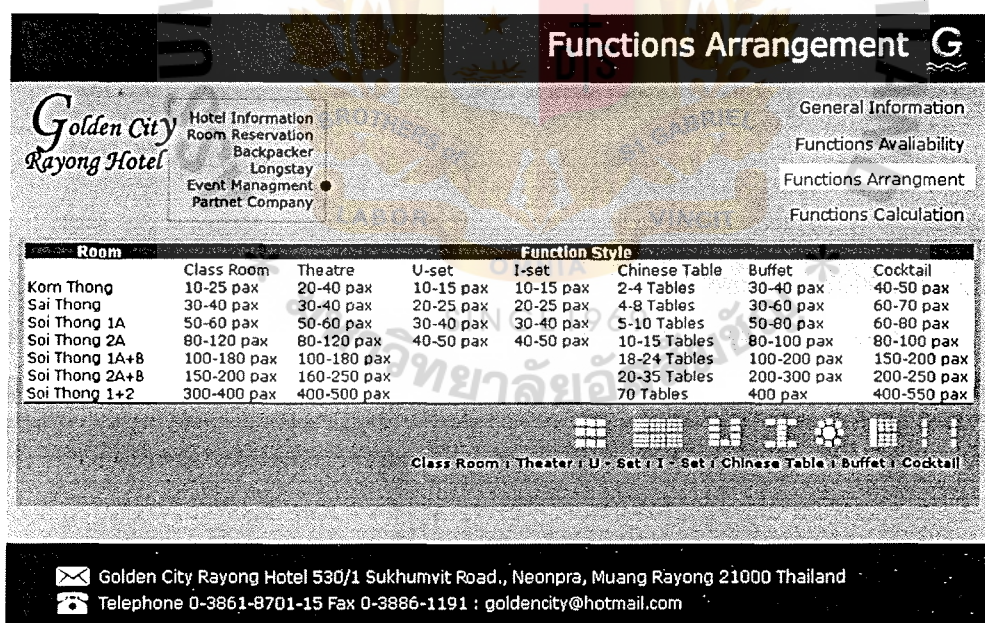 Functions Arrangement G
Golden City
Rayong Hotel
Hotel Information
Room Reservation
Backpacker
Longstay
Event Managment
Partnet Company
General Information
Functions Avaliability
Functions Arrangment
Functions Calculation
LABOR
VINCIT
OMNIA
Room Function Style
Class Room Theatre U-set I-set Chinese Table Buffet Cocktail
Korn Thong 10-25 pax 20-40 pax 10-15 pax 10-15 pax 2-4 Tables 30-40 pax 40-50 pax
Sai Thong 30-40 pax 30-40 pax 20-25 pax 20-25 pax 4-8 Tables 30-60 pax 60-70 pax
Soi Thong 1A 50-60 pax 50-60 pax 30-40 pax 30-40 pax 5-10 Tables 50-80 pax 60-80 pax
Soi Thong 2A 80-120 pax 80-120 pax 40-50 pax 40-50 pax 10-15 Tables 80-100 pax 80-100 pax
Soi Thong 1A+B 100-180 pax 100-180 pax 18-24 Tables 100-200 pax 150-200 pax
Soi Thong 2A+B 150-200 pax 160-250 pax 20-35 Tables 200-300 pax 200-250 pax
Soi Thong 1+2 300-400 pax 400-500 pax 70 Tables 400 pax 400-550 pax
Class Room : Theater : U - Set : I - Set : Chinese Table : Buffet : Cocktail
Golden City Rayong Hotel 530/1 Sukhumvit Road., Neonpra, Muang Rayong 21000 Thailand
Telephone 0-3861-8701-15 Fax 0-3886-1191 : goldencity@hotmail.com